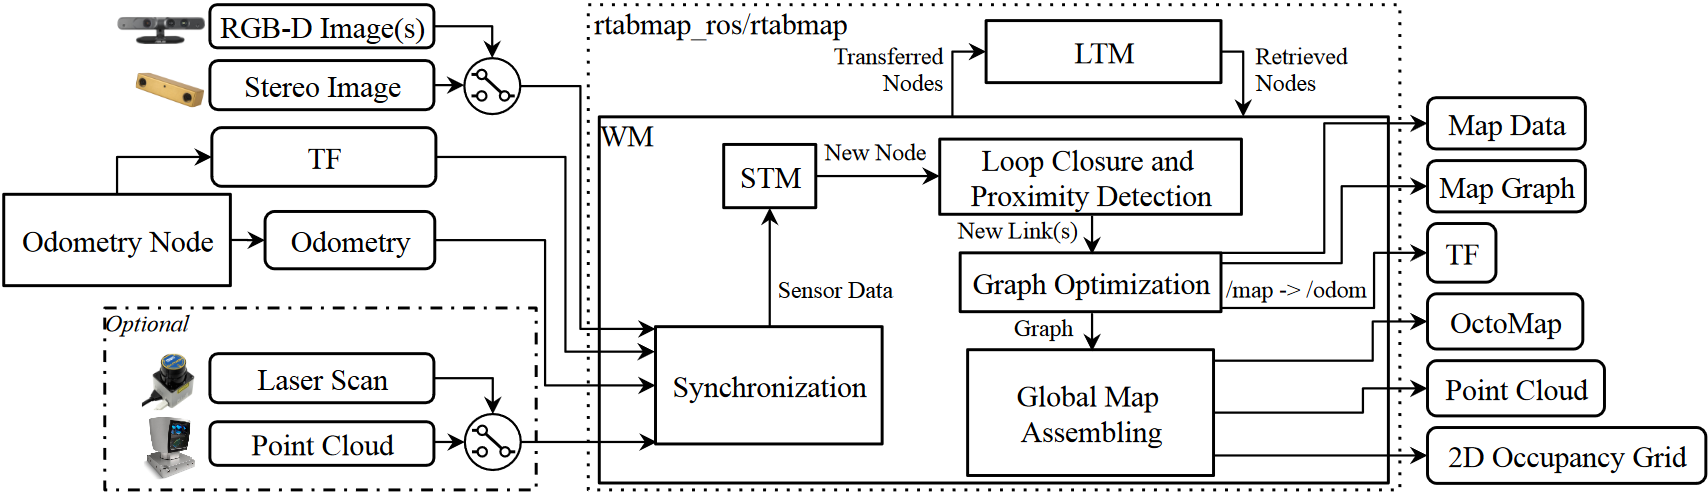 RGB-D Image(s)
Stereo Image
TF
Odometry Node
Odometry
Optional
Laser Scan
Point Cloud
rtabmap_ros/rtabmap
Transferred
Nodes
LTM
Retrieved
Nodes
WM
STM
New Node
Loop Closure and
Proximity Detection
New Link(s)
Sensor Data
Graph Optimization
/map -> /odom
Graph
Synchronization
Global Map
Assembling
Map Data
Map Graph
TF
OctoMap
Point Cloud
2D Occupancy Grid